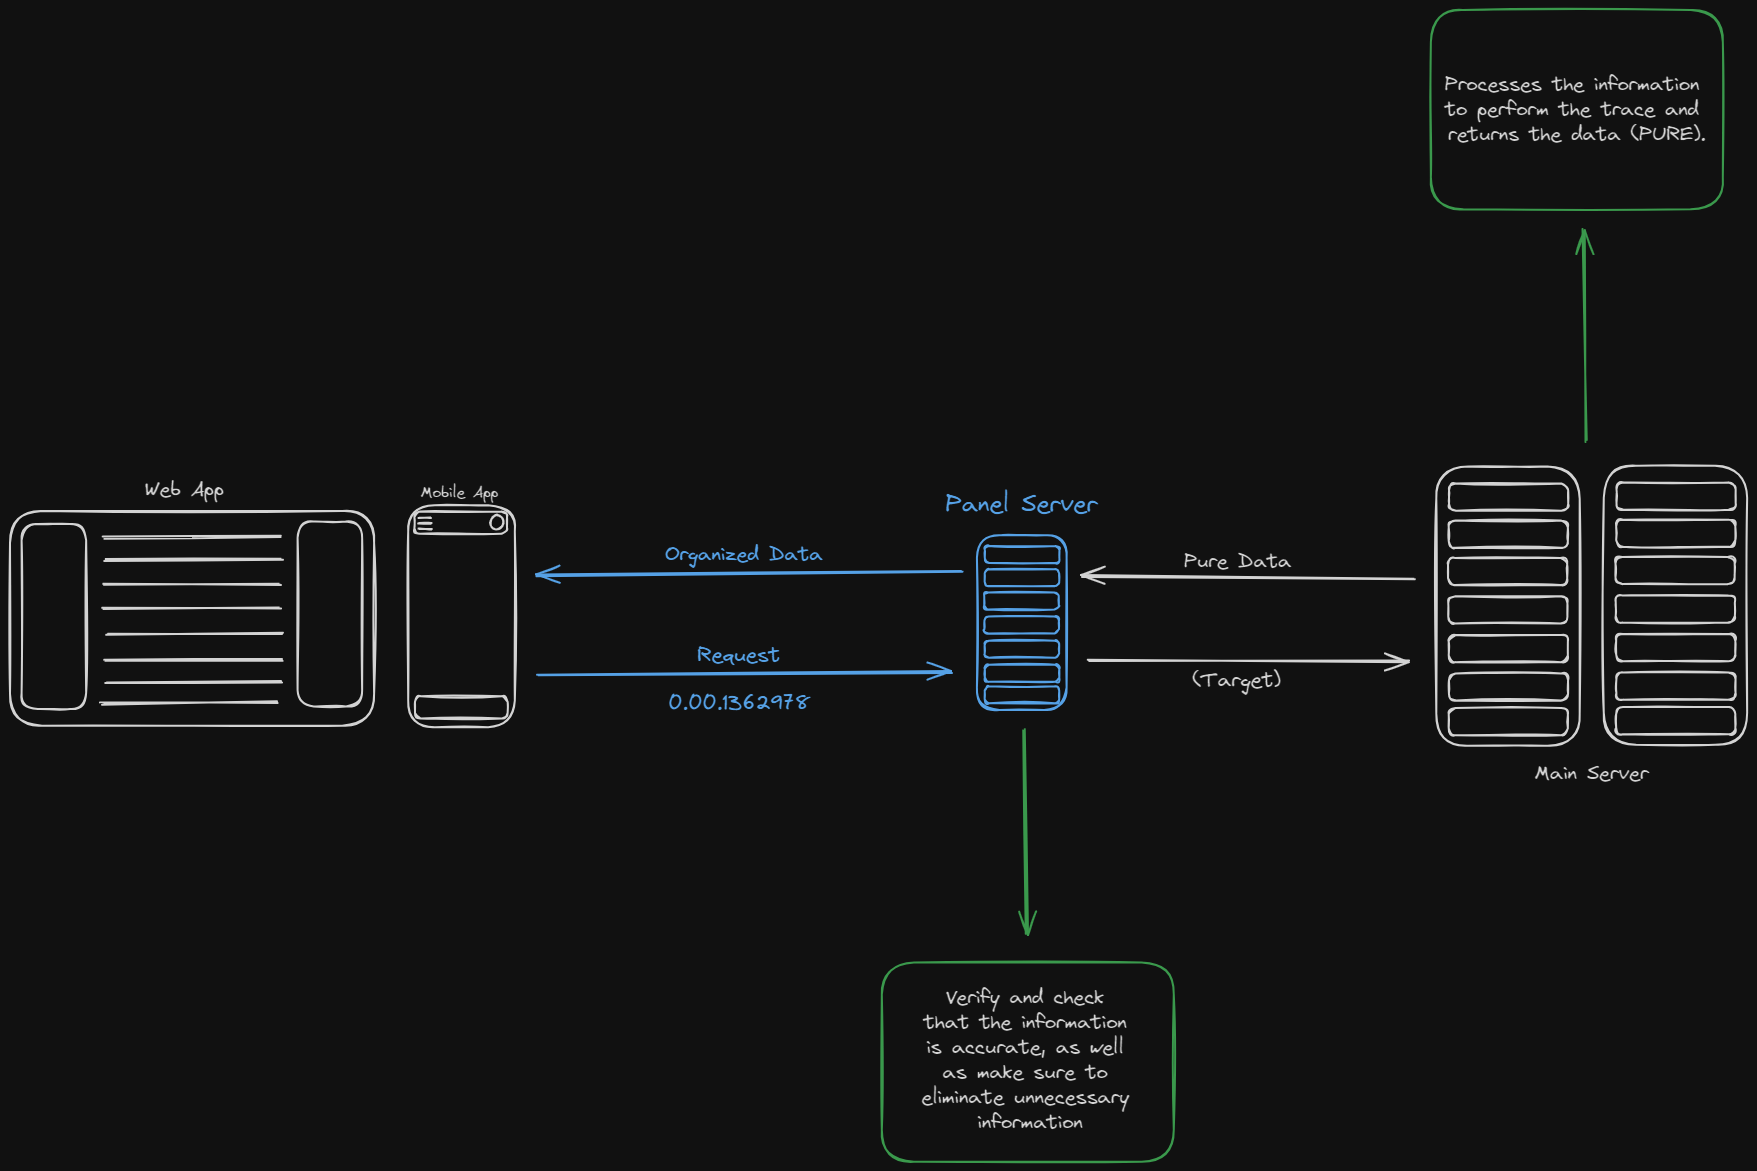 Processes the information
to perform the trace and
returns the data (PURE).
Web App
Mobile App
Panel Server
Organized Data
Pure Data
Request
0.00.1362978
(Target)
Main Server
Verify and check
that the information
is accurate, as well
as make sure to
eliminate unnecessary
information